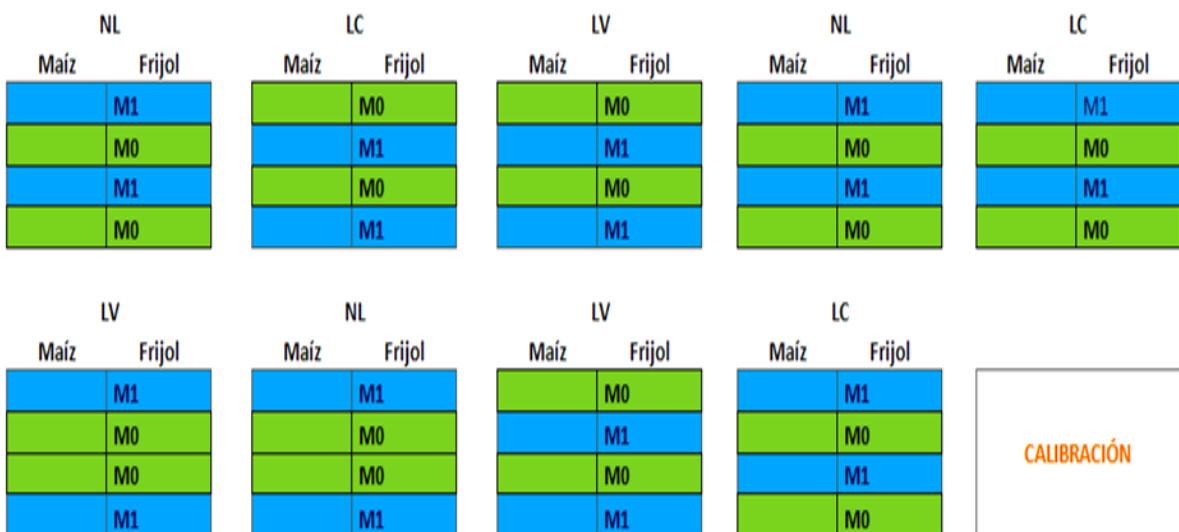 NL LC LV NL LC
Maíz Frijol Maíz Frijol Maíz Frijol Maíz Frijol Maíz Frijol
M1 M0 M0 M1 M1
M0 M1 M1 M0 M0
M1 M0 M0 M1 M1
M0 M1 M1 M0 M0
LV NL LV LC
Maíz Frijol Maíz Frijol Maíz Frijol Maíz Frijol
M1 M1 M0 M1
M0 M0 M1 M0
CALIBRACIÓN
M0 M0 M0 M1
M1 M1 M1 M0